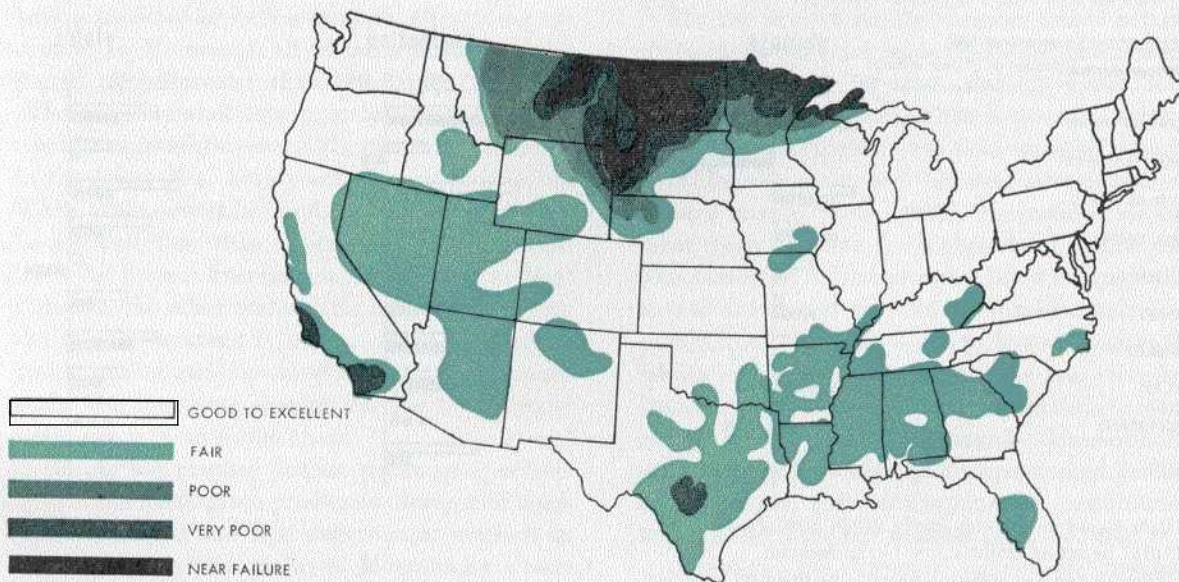 GOOD TO EXCELLENT
FAIR
POOR
VERY POOR
NEAR FAILURE